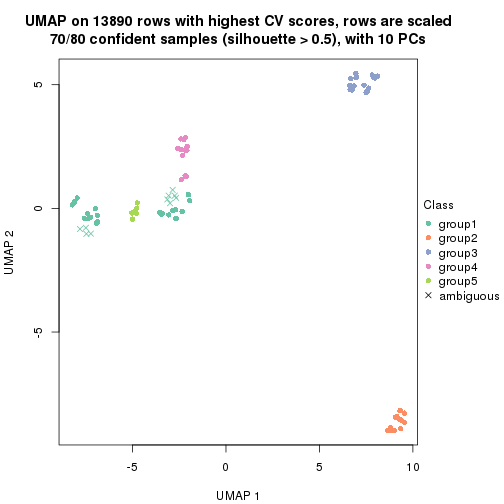 UMAP on 13890 rows with highest CV scores, rows are scaled
70/80 confident samples (silhouette > 0.5), with 10 PCs
5
0
-5
UMAP 2
-5
0
5
10
UMAP 1
Class
group1
group2
group3
group4
group5
ambiguous